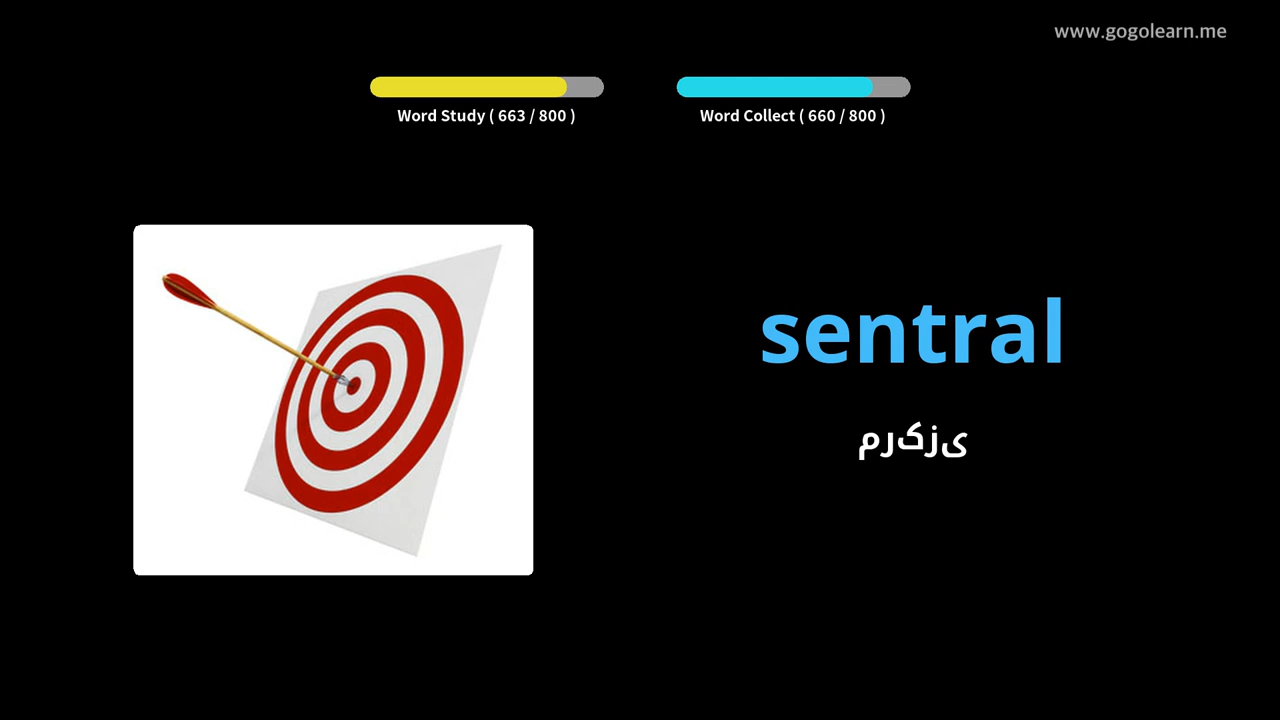 www.gogolearn.me
Word Study ( 663 / 800 )
Word Collect ( 660 / 800 )
sentral
مرکزی